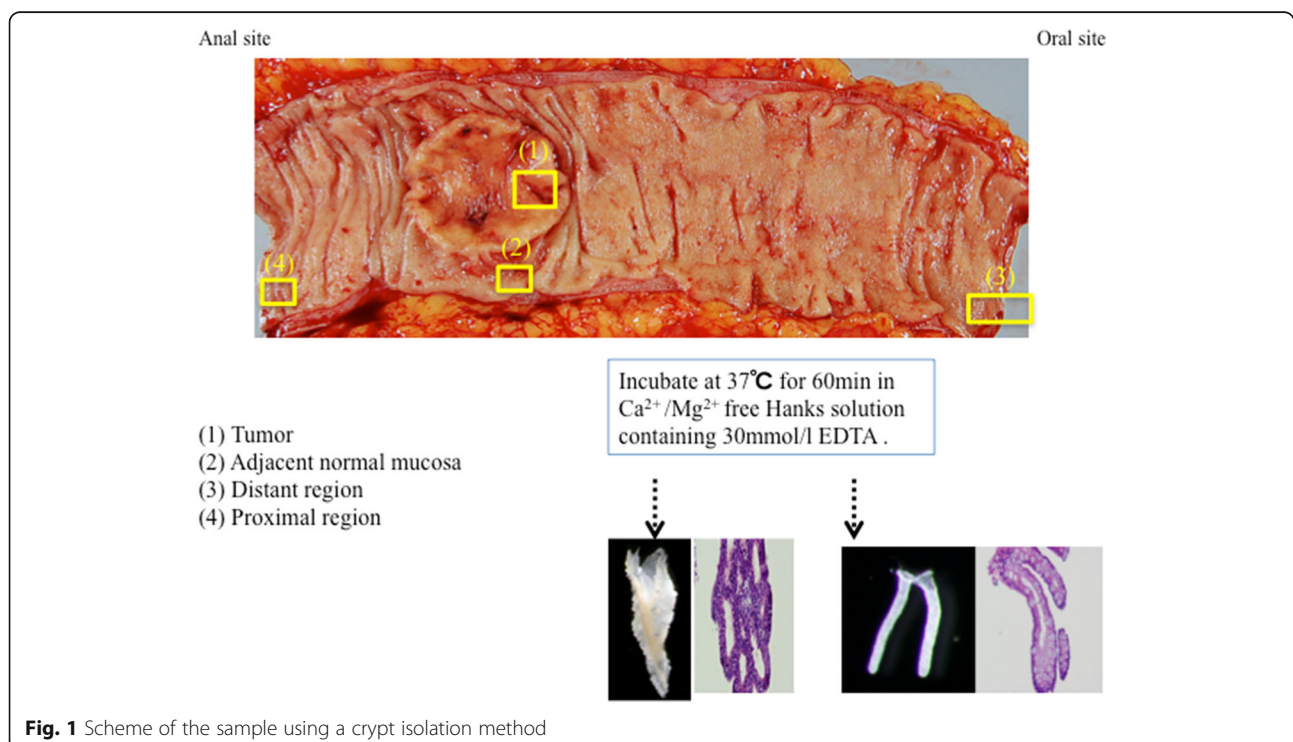 Anal site
Oral site
(1)
(2)
(3)
(4)
Incubate at 37℃ for 60min in
Ca²⁺/Mg²⁺ free Hanks solution
containing 30mmol/l EDTA .
(1) Tumor
(2) Adjacent normal mucosa
(3) Distant region
(4) Proximal region
Fig. 1 Scheme of the sample using a crypt isolation method